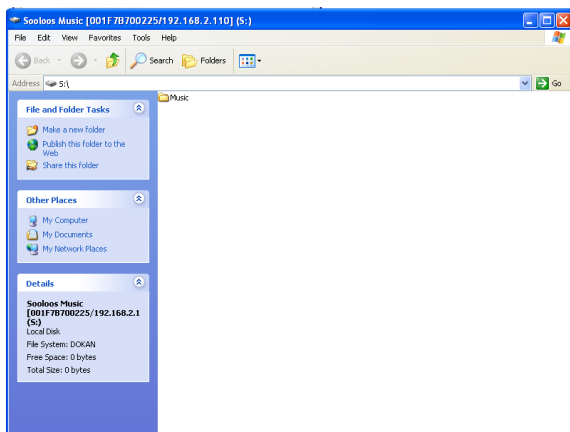 Sooloos Music [001F7B700225/192.168.2.110] (S:)
File Edit View Favorites Tools Help
Back Search Folders
Address S:\ Go
Music
File and Folder Tasks
Make a new folder
Publish this folder to the
Web
Share this folder
Other Places
My Computer
My Documents
My Network Places
Details
Sooloos Music
[001F7B700225/192.168.2.1
(S:)
Local Disk
File System: DOKAN
Free Space: 0 bytes
Total Size: 0 bytes